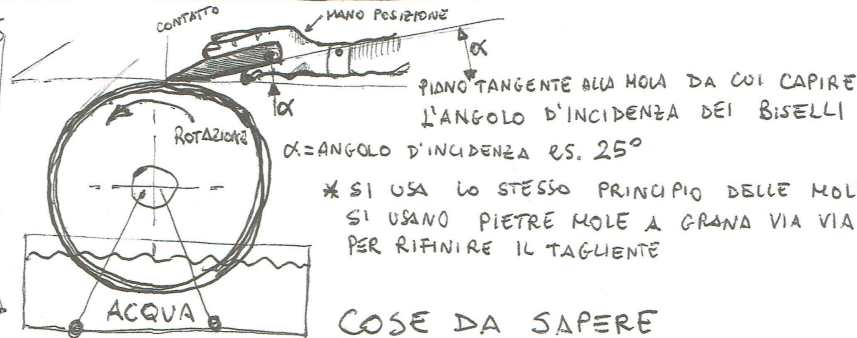 CONTATTO
MANO POSIZIONE
α
α
PIANO TANGENTE ALLA MOLA DA CUI CAPIRE
L'ANGOLO D'INCIDENZA DEI BISELLI
ROTAZIONE
α = ANGOLO D'INCIDENZA es. 25°
* SI USA LO STESSO PRINCIPIO DELLE MOL
SI USANO PIETRE MOLE A GRANA VIA VIA
PER RIFINIRE IL TAGLIENTE
ACQUA
COSE DA SAPERE